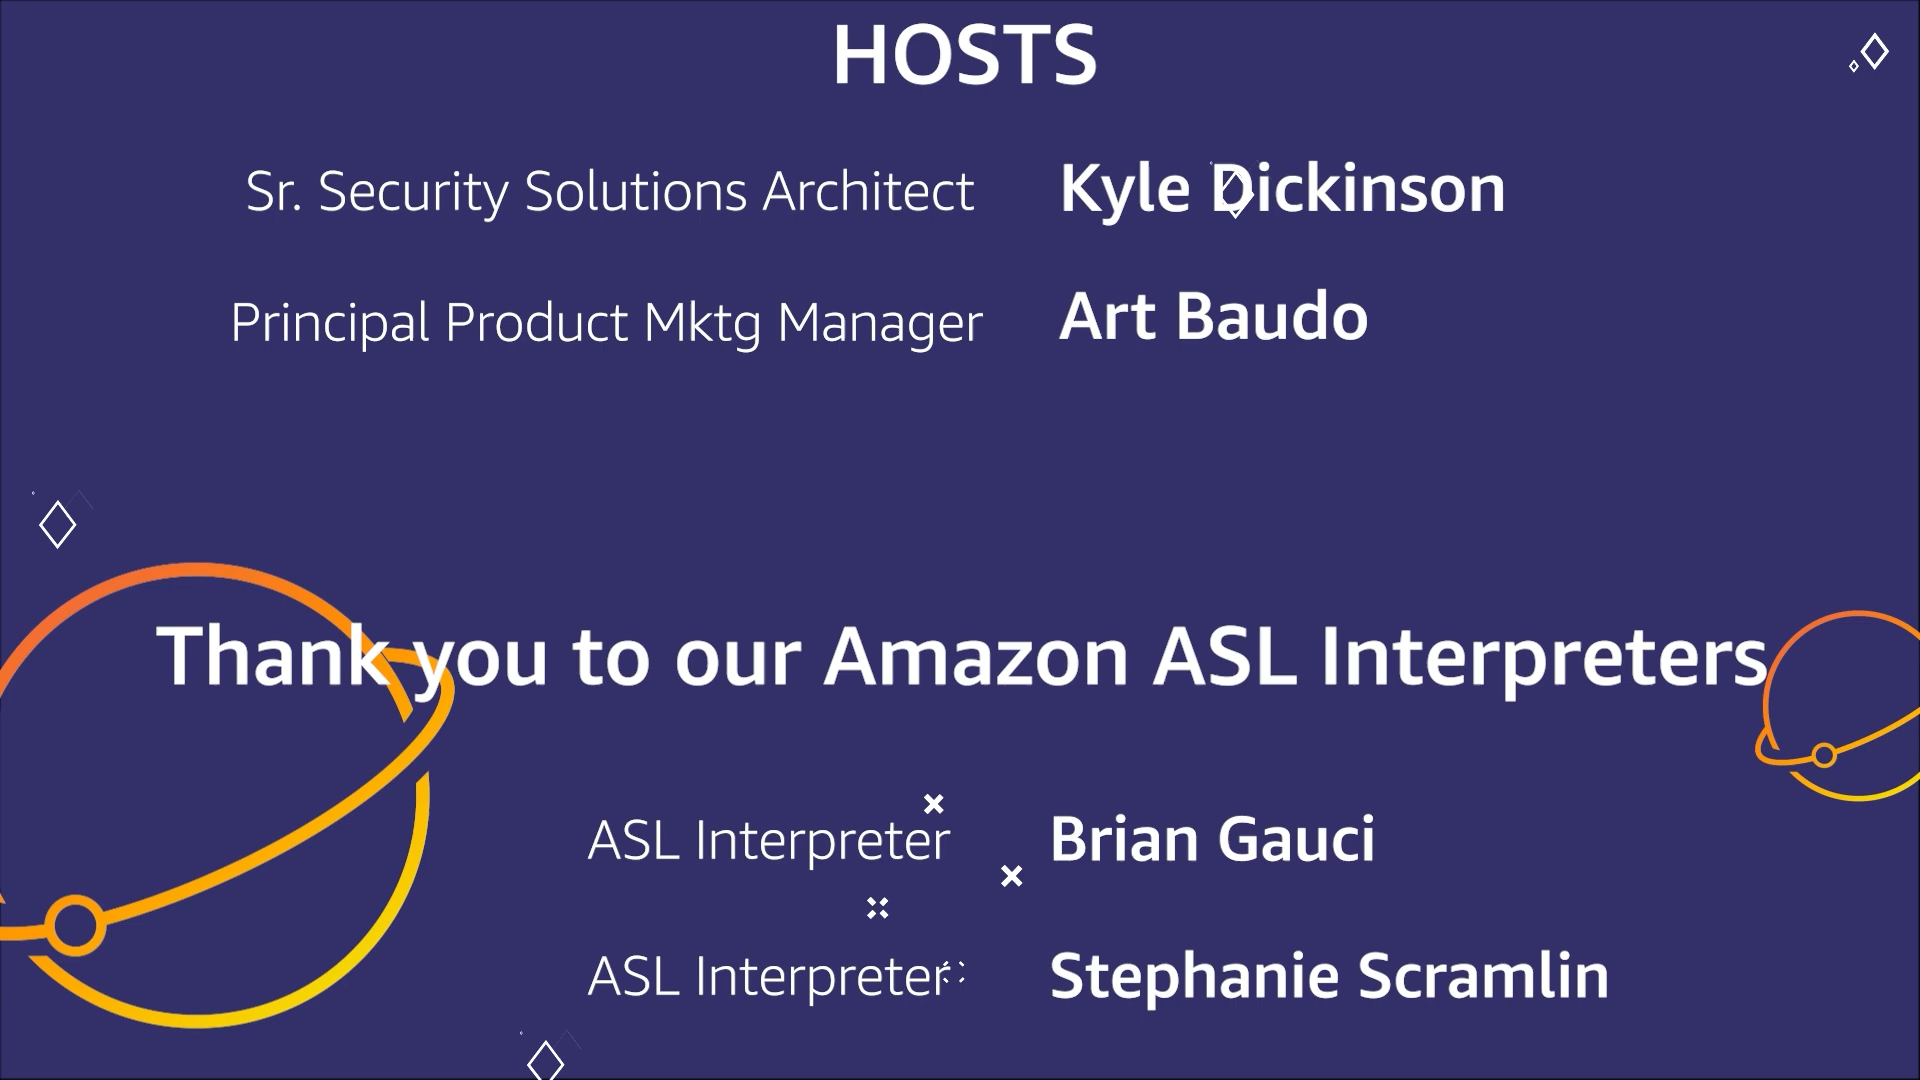 HOSTS
Sr. Security Solutions Architect Kyle Dickinson
Principal Product Mktg Manager Art Baudo
Thank you to our Amazon ASL Interpreters
ASL Interpreter Brian Gauci
ASL Interpreter Stephanie Scramlin